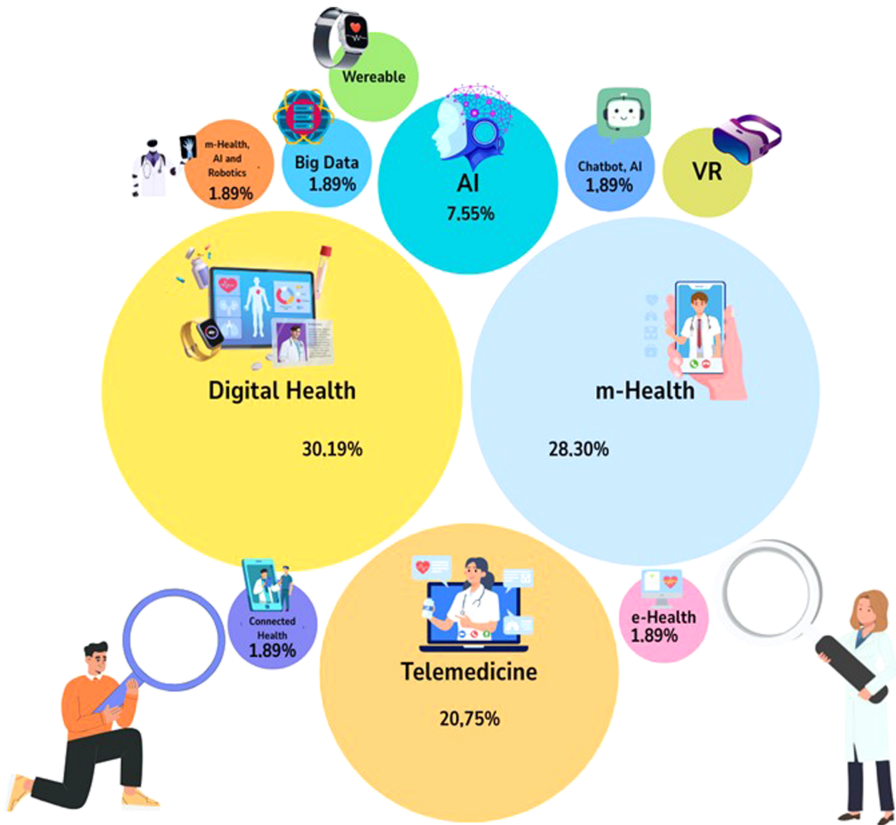 Wereable
m-Health,
AI and
Robotics
1.89%
Big Data
1.89%
AI
7.55%
Chatbot, AI
1,89%
VR
Digital Health
30.19%
m-Health
28.30%
Connected
Health
1.89%
Telemedicine
20,75%
e-Health
1.89%